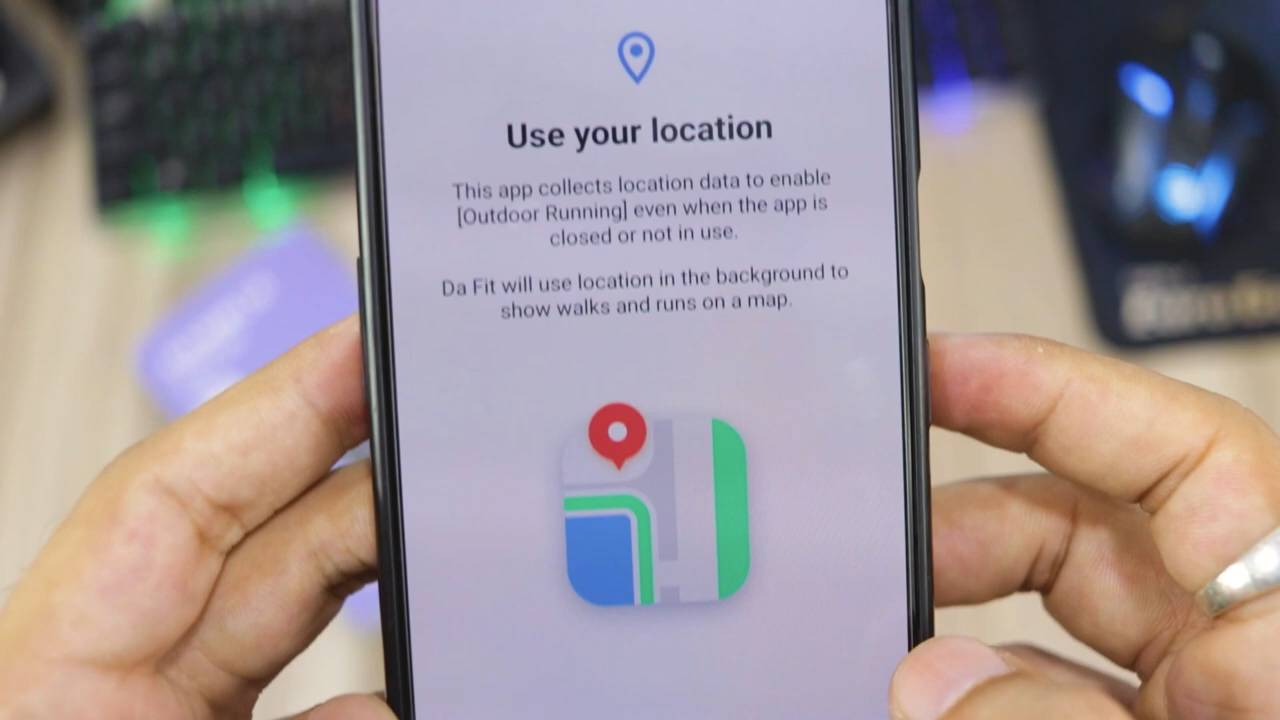 Use your location
This app collects location data to enable
[Outdoor Running] even when the app is
closed or not in use.
Da Fit will use location in the background to
show walks and runs on a map.